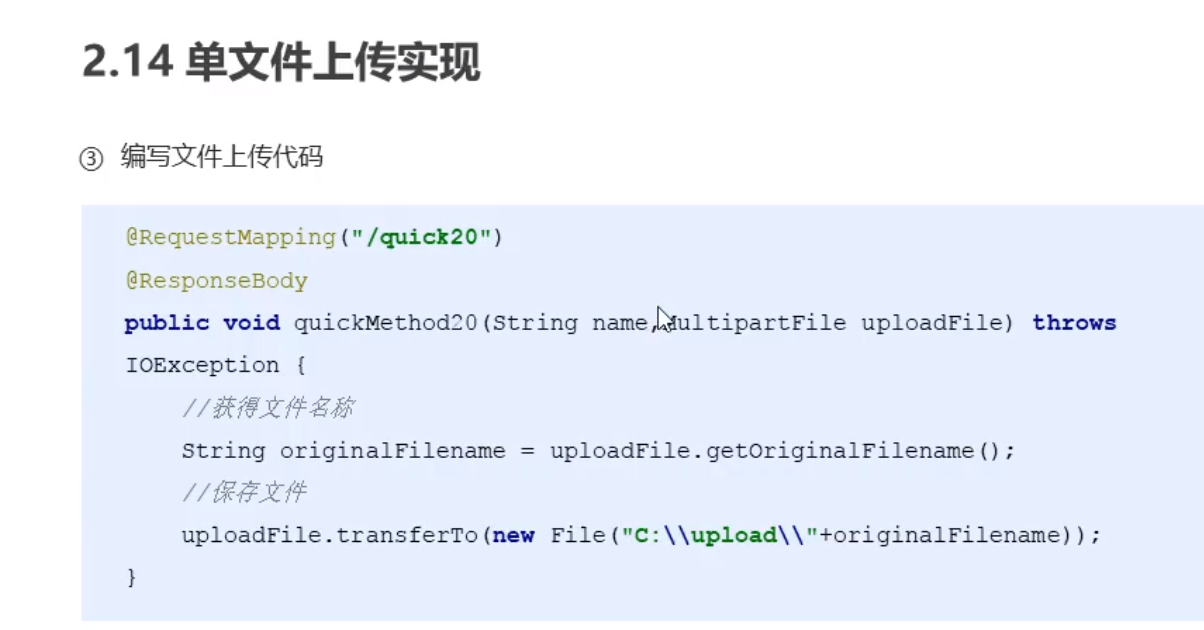 2.14 单文件上传实现
③ 编写文件上传代码
@RequestMapping("/quick20")
@ResponseBody
public void quickMethod20(String name,MultipartFile uploadFile) throws
IOException {
//获得文件名称
String originalFilename = uploadFile.getOriginalFilename();
//保存文件
uploadFile.transferTo(new File("C:\\upload\\"+originalFilename));
}